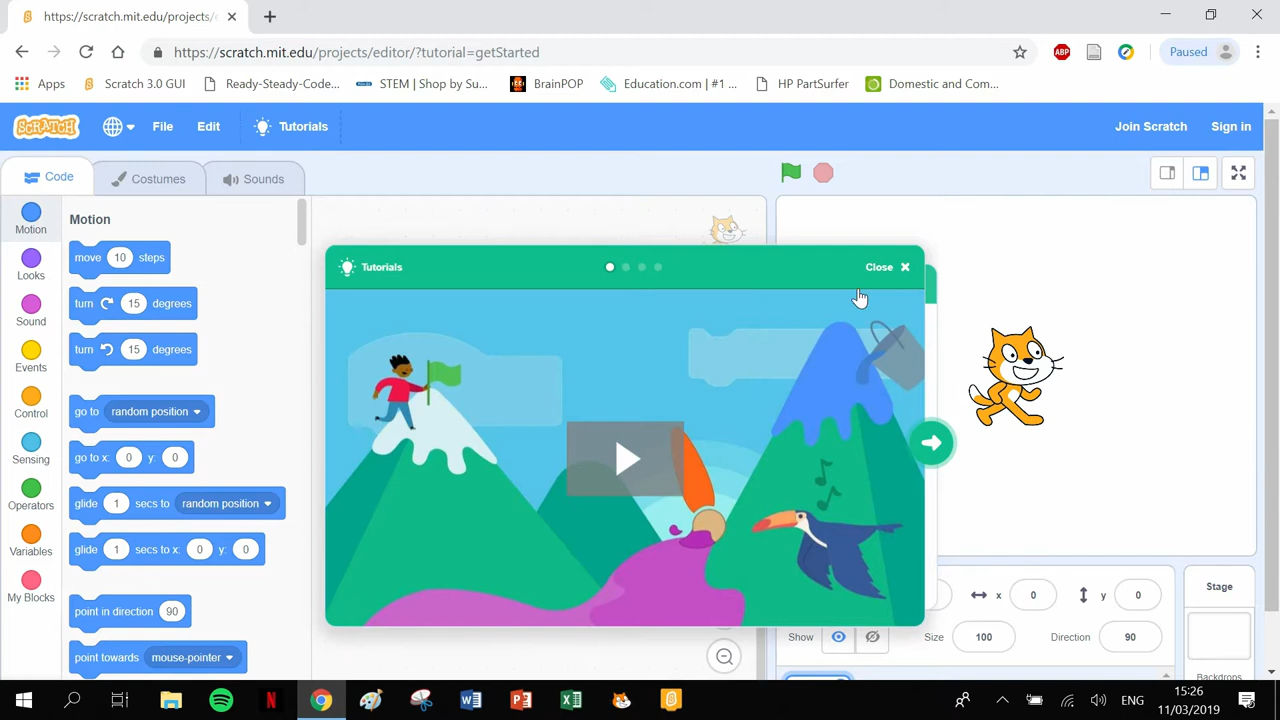 https://scratch.mit.edu/projects/
https://scratch.mit.edu/projects/editor/?tutorial=getStarted
ABP
Paused
Apps
Scratch 3.0 GUI
Ready-Steady-Code...
STEM | Shop by Su...
BrainPOP
Education.com | #1 ...
HP PartSurfer
Domestic and Com...
SCRATCH
File
Edit
Tutorials
Join Scratch
Sign in
Code
Costumes
Sounds
Motion
Looks
Sound
Events
Control
Sensing
Operators
Variables
My Blocks
Motion
move 10 steps
turn 15 degrees
turn 15 degrees
go to random position
go to x: 0 y: 0
glide 1 secs to random position
glide 1 secs to x: 0 y: 0
point in direction 90
point towards mouse-pointer
Tutorials
Close
x 0 y 0
Show Size 100 Direction 90
Stage
Backdrops
ENG
15:26
11/03/2019